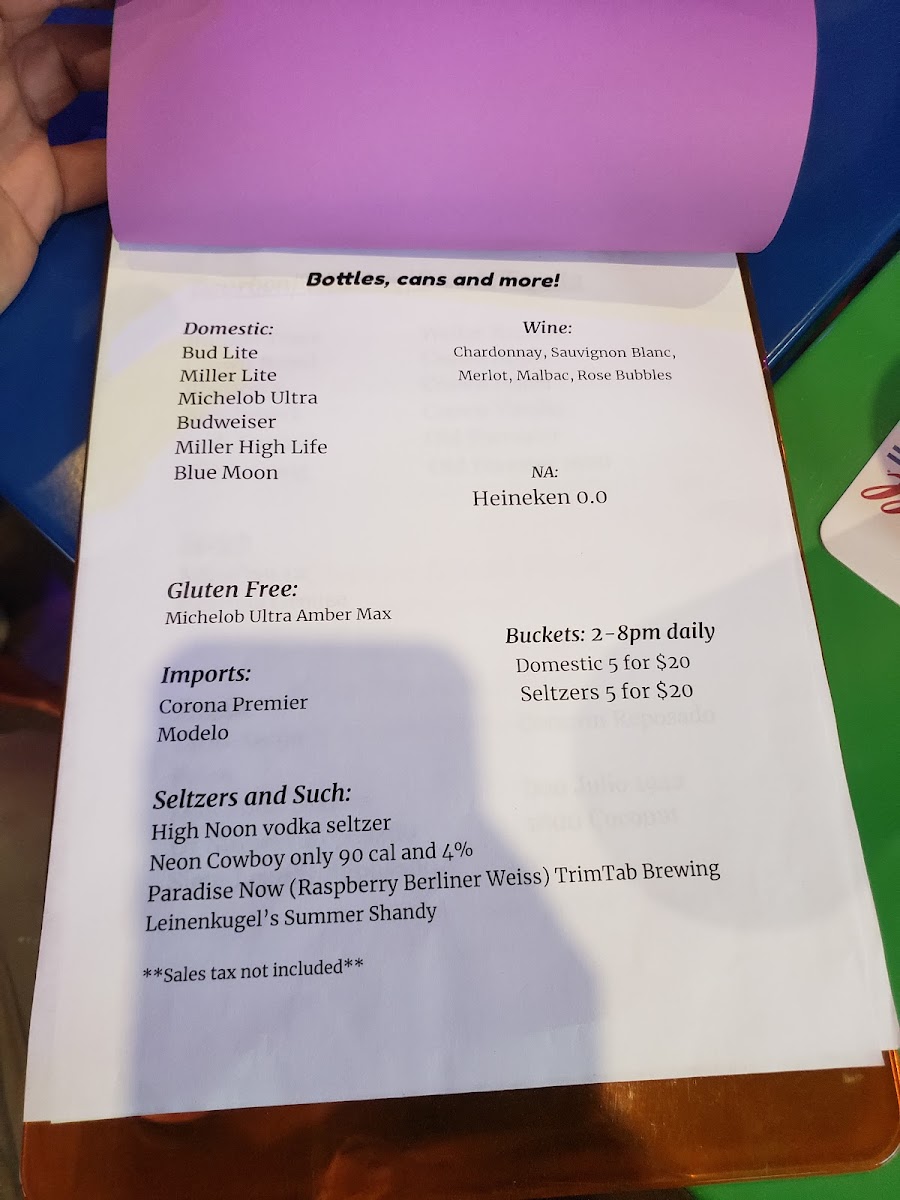 Bottles, cans and more!
Domestic:
Bud Lite
Miller Lite
Michelob Ultra
Budweiser
Miller High Life
Blue Moon
Wine:
Chardonnay, Sauvignon Blanc,
Merlot, Malbac, Rose Bubbles
NA:
Heineken 0.0
Gluten Free:
Michelob Ultra Amber Max
Imports:
Corona Premier
Modelo
Buckets: 2-8pm daily
Domestic 5 for $20
Seltzers 5 for $20
Seltzers and Such:
High Noon vodka seltzer
Neon Cowboy only 90 cal and 4%
Paradise Now (Raspberry Berliner Weiss) TrimTab Brewing
Leinenkugel's Summer Shandy
**Sales tax not included**